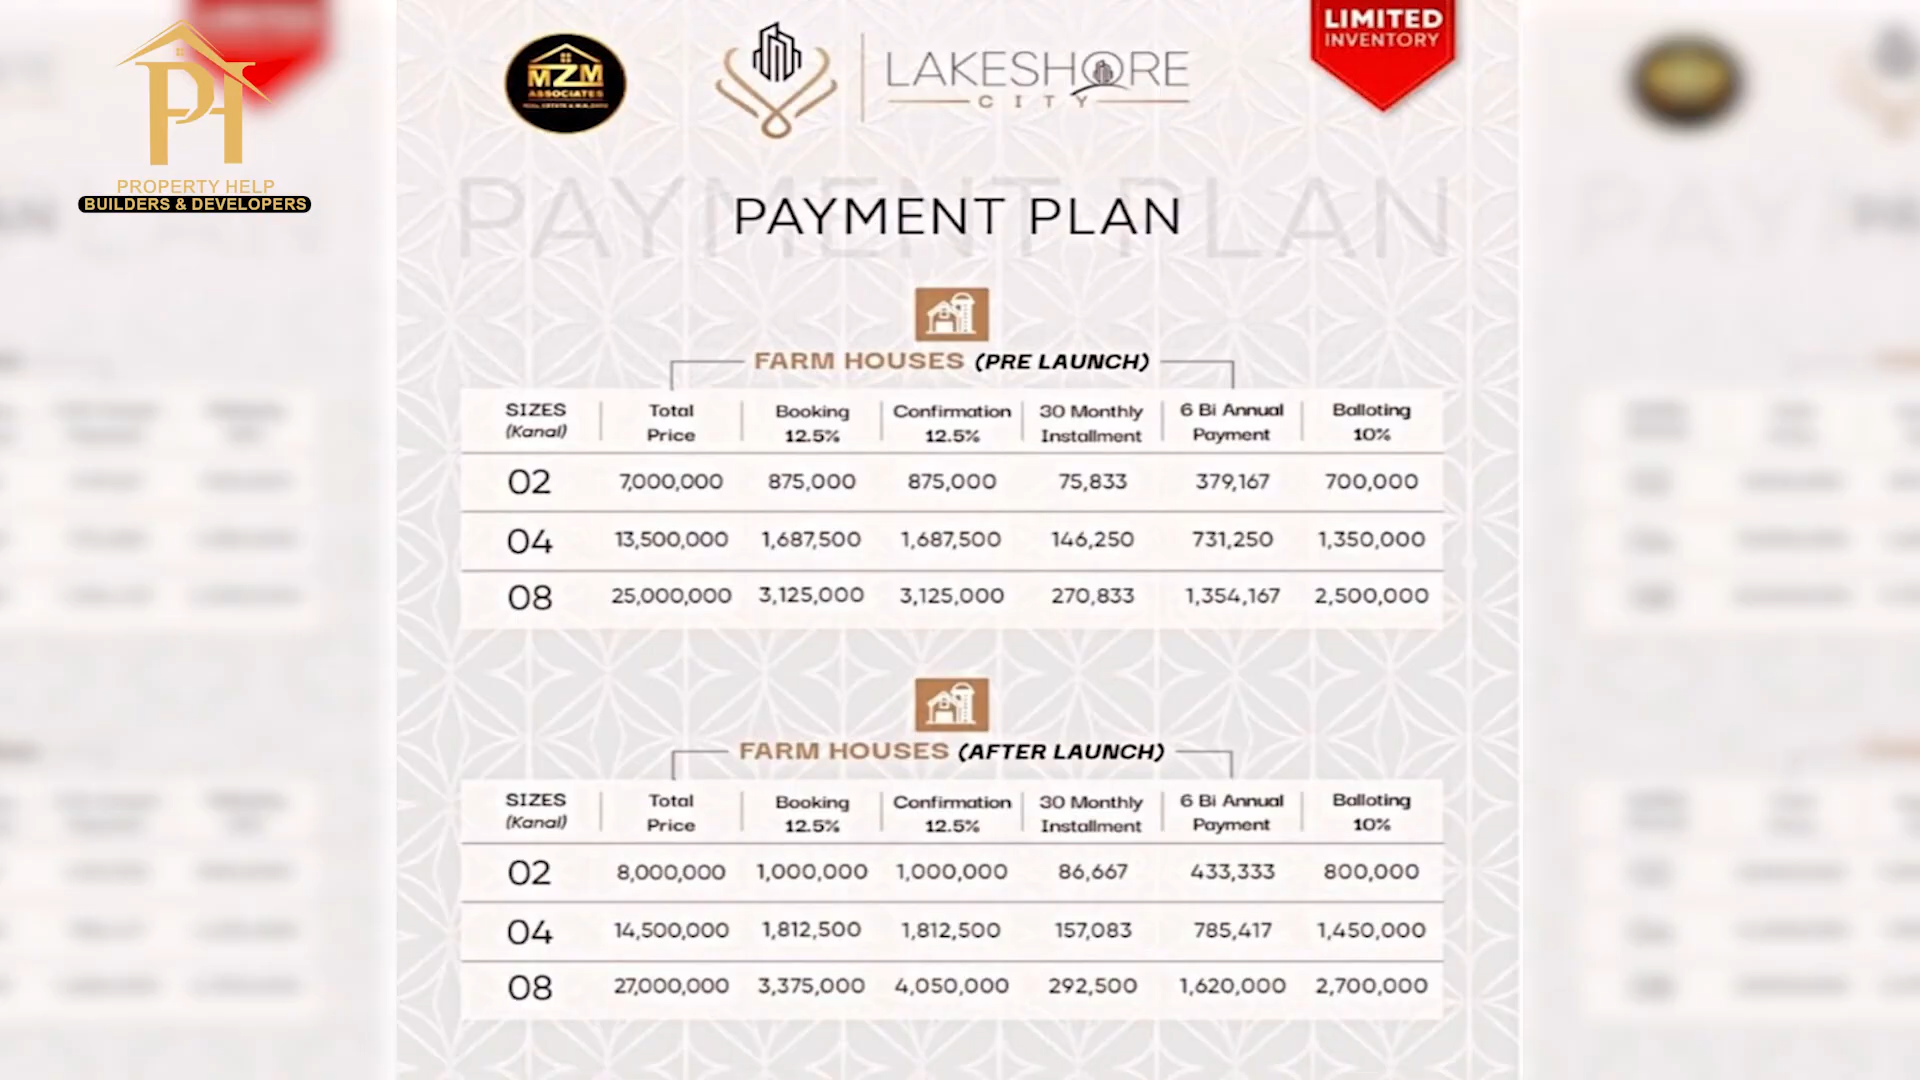 PH
PROPERTY HELP
BUILDERS & DEVELOPERS
MZM
ASSOCIATES
LAKESHORE
CITY
LIMITED
INVENTORY
PAYMENT PLAN
PAYMENT PLAN
FARM HOUSES (PRE LAUNCH)
SIZES (Kanal) Total Price Booking 12.5% Confirmation 12.5% 30 Monthly Installment 6 Bi Annual Payment Balloting 10%
02 7,000,000 875,000 875,000 75,833 379,167 700,000
04 13,500,000 1,687,500 1,687,500 146,250 731,250 1,350,000
08 25,000,000 3,125,000 3,125,000 270,833 1,354,167 2,500,000
FARM HOUSES (AFTER LAUNCH)
SIZES (Kanal) Total Price Booking 12.5% Confirmation 12.5% 30 Monthly Installment 6 Bi Annual Payment Balloting 10%
02 8,000,000 1,000,000 1,000,000 86,667 433,333 800,000
04 14,500,000 1,812,500 1,812,500 157,083 785,417 1,450,000
08 27,000,000 3,375,000 4,050,000 292,500 1,620,000 2,700,000